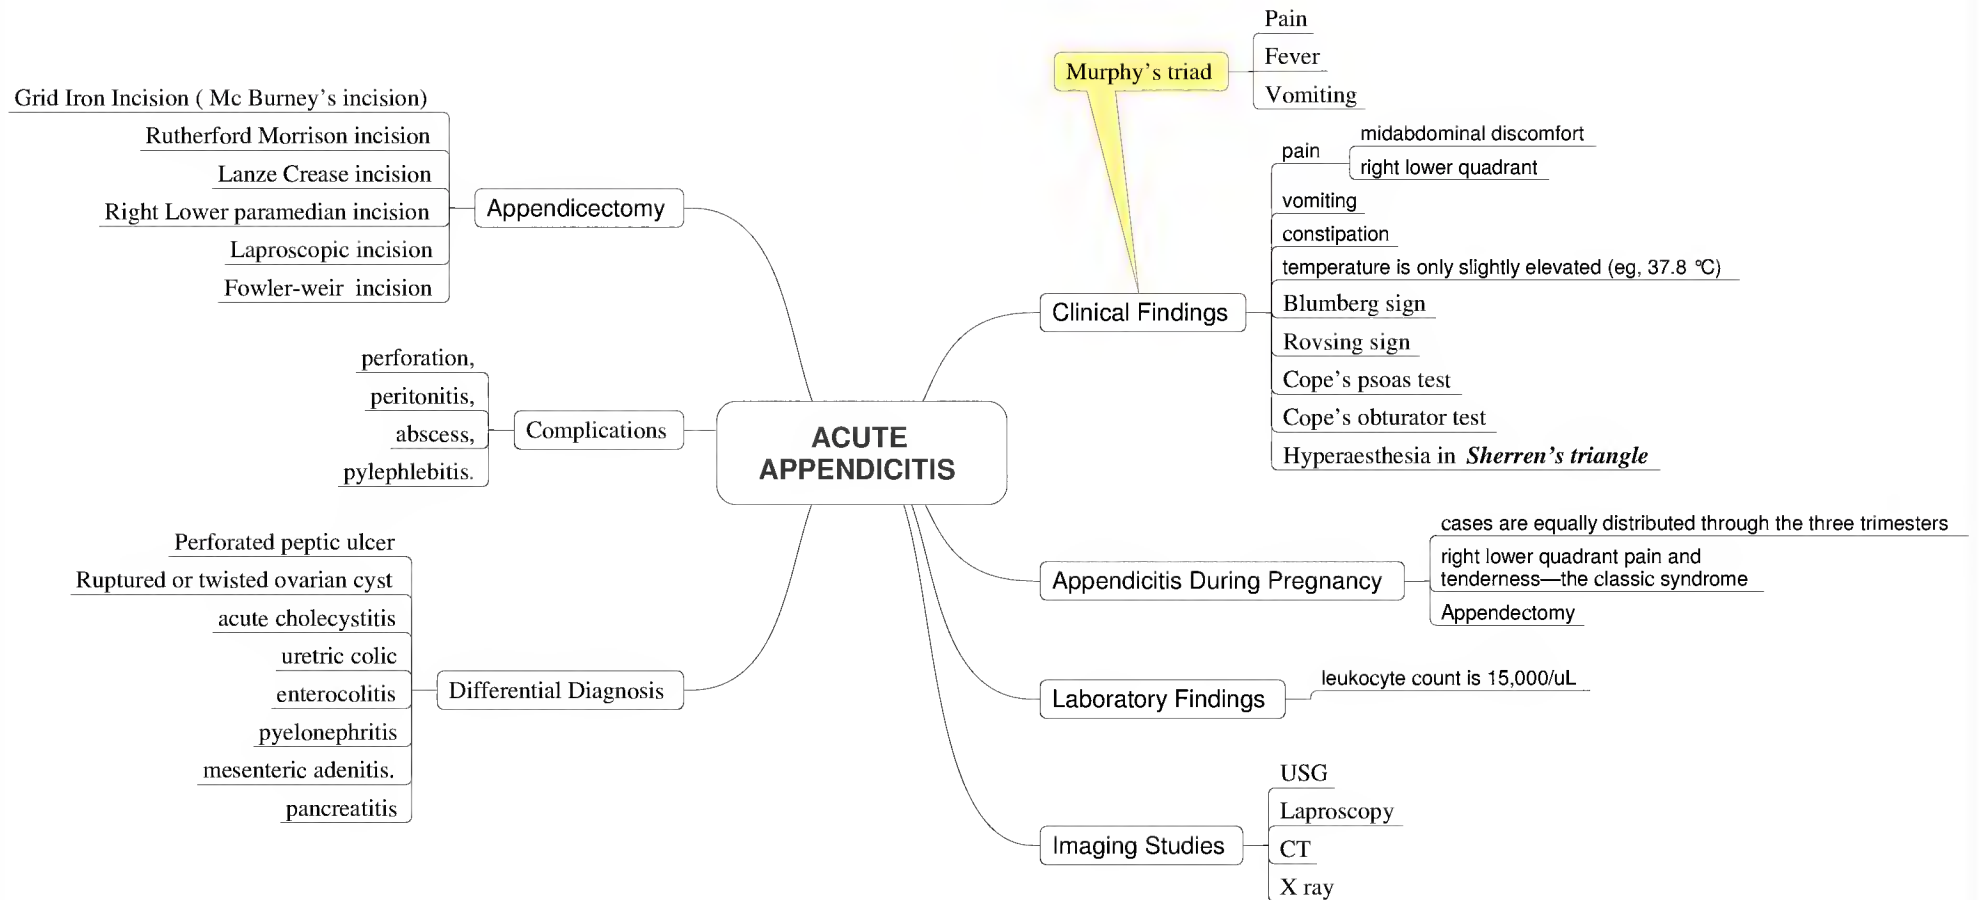 Grid Iron Incision ( Mc Burney's incision)
Rutherford Morrison incision
Lanze Crease incision
Right Lower paramedian incision
Laproscopic incision
Fowler-weir incision
Appendicectomy
perforation,
peritonitis,
abscess,
pylephlebitis.
Complications
Perforated peptic ulcer
Ruptured or twisted ovarian cyst
acute cholecystitis
uretric colic
enterocolitis
pyelonephritis
mesenteric adenitis.
pancreatitis
Differential Diagnosis
ACUTE
APPENDICITIS
Murphy's triad
Pain
Fever
Vomiting
Clinical Findings
pain
midabdominal discomfort
right lower quadrant
vomiting
constipation
temperature is only slightly elevated (eg, 37.8 °C)
Blumberg sign
Rovsing sign
Cope's psoas test
Cope's obturator test
Hyperaesthesia in Sherren's triangle
Appendicitis During Pregnancy
cases are equally distributed through the three trimesters
right lower quadrant pain and
tenderness—the classic syndrome
Appendectomy
Laboratory Findings
leukocyte count is 15,000/uL
Imaging Studies
USG
Laproscopy
CT
X ray